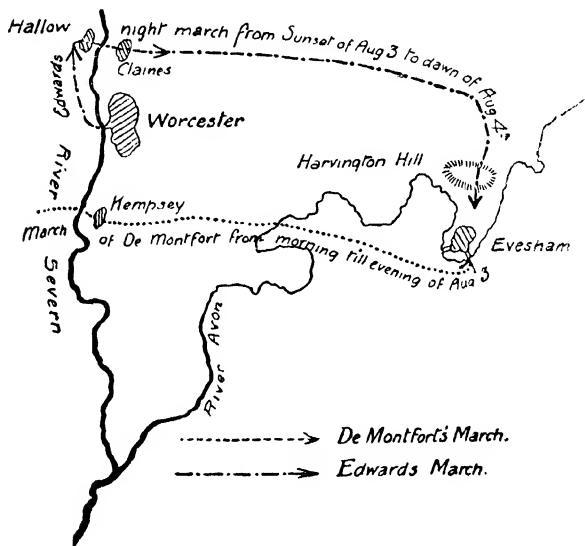 Hallow
night march from Sunset of Aug 3 to dawn of Aug 4th
Claines
Edwards
Worcester
River Severn
Harvington Hill
Kempsey
March of De Montfort from morning till evening of Aug 3
Evesham
River Avon
De Montfort's March.
Edwards March.